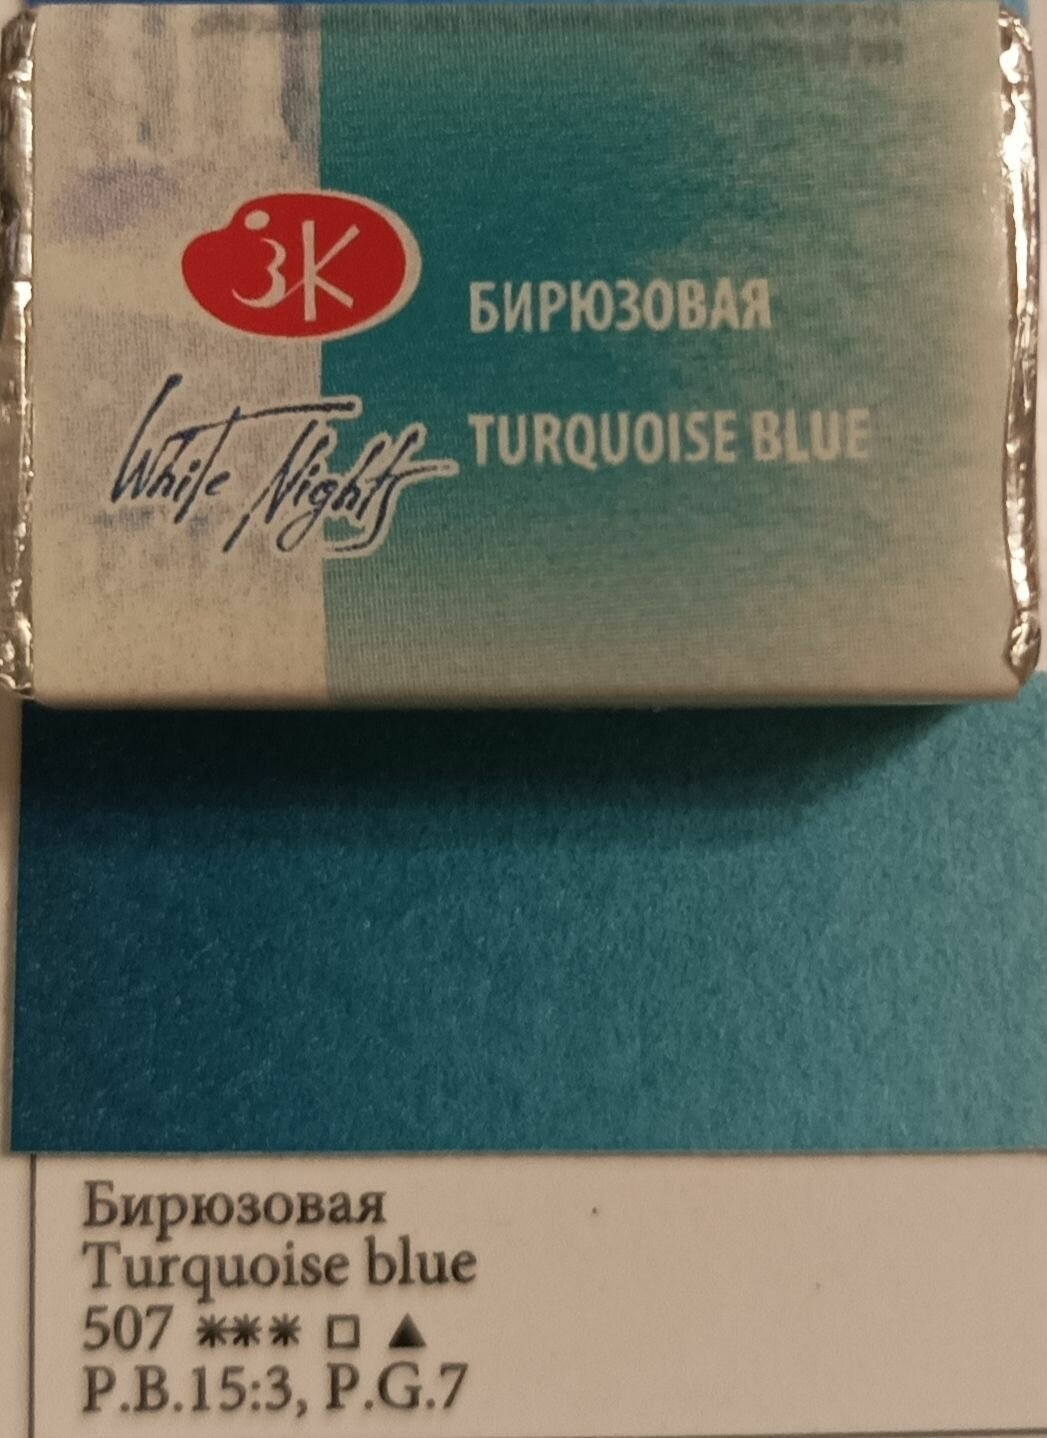 ЗК
БИРЮЗОВАЯ
White Nights
TURQUOISE BLUE
Бирюзовая
Turquoise blue
507 *** □ ▲
P.B.15:3, P.G.7